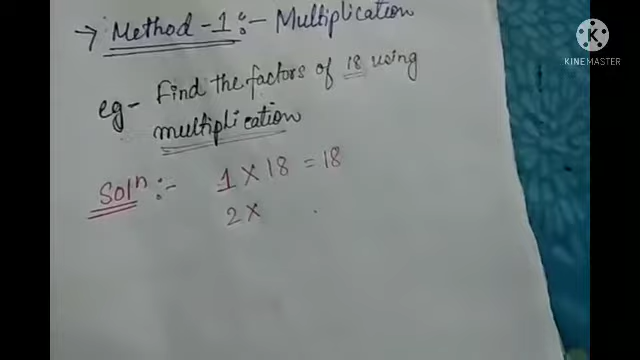 → Method-1:- Multiplication
eg- Find the factors of 18 using
multiplication
Solⁿ :- 1 × 18 = 18
2 ×
KINEMASTER